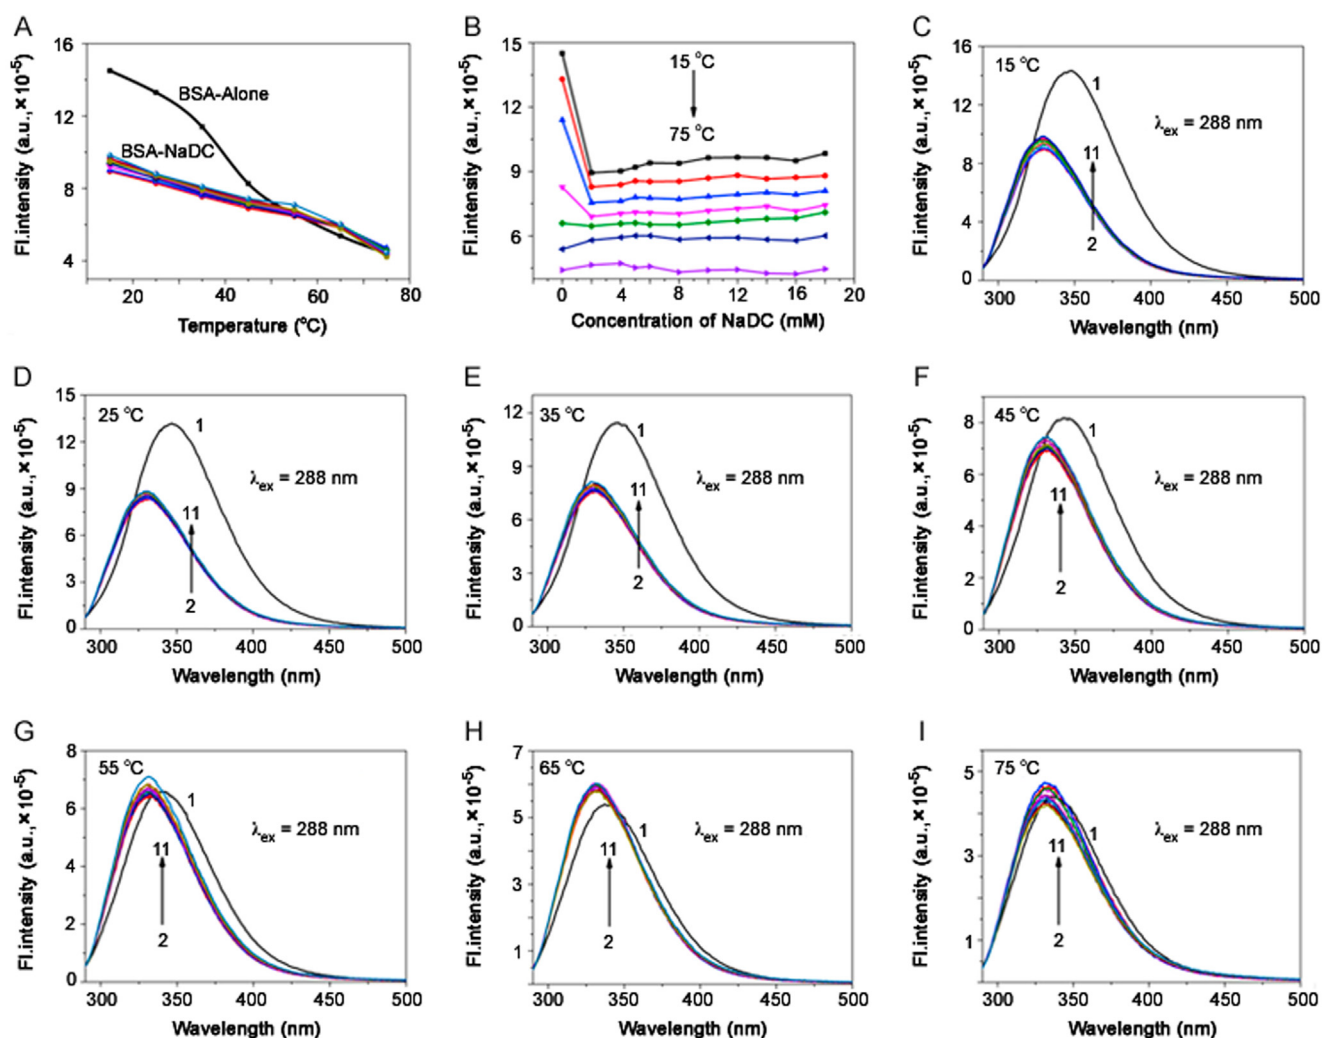 A
Fl.intensity (a.u.,×10⁻⁵)
16
12
8
4
BSA-Alone
BSA-NaDC
20 40 60 80
Temperature (°C)
B
Fl.intensity (a.u.,×10⁻⁵)
15
12
9
6
15 °C
75 °C
0 4 8 12 16 20
Concentration of NaDC (mM)
C
Fl.intensity (a.u.,×10⁻⁵)
16
12
8
4
0
15 °C
1
λex = 288 nm
11
2
300 350 400 450 500
Wavelength (nm)
D
Fl.intensity (a.u.,×10⁻⁵)
15
12
9
6
3
0
25 °C
1
λex = 288 nm
11
2
300 350 400 450 500
Wavelength (nm)
E
Fl.intensity (a.u.,×10⁻⁵)
12
9
6
3
0
35 °C
1
λex = 288 nm
11
2
300 350 400 450 500
Wavelength (nm)
F
Fl.intensity (a.u.,×10⁻⁵)
8
6
4
2
0
45 °C
1
λex = 288 nm
11
2
300 350 400 450 500
Wavelength (nm)
G
Fl.intensity (a.u.,×10⁻⁵)
8
6
4
2
0
55 °C
1
λex = 288 nm
11
2
300 350 400 450 500
Wavelength (nm)
H
Fl.intensity (a.u.,×10⁻⁵)
7
5
3
1
65 °C
1
λex = 288 nm
11
2
300 350 400 450 500
Wavelength (nm)
I
Fl.intensity (a.u.,×10⁻⁵)
5
3
1
75 °C
1
λex = 288 nm
11
2
300 350 400 450 500
Wavelength (nm)